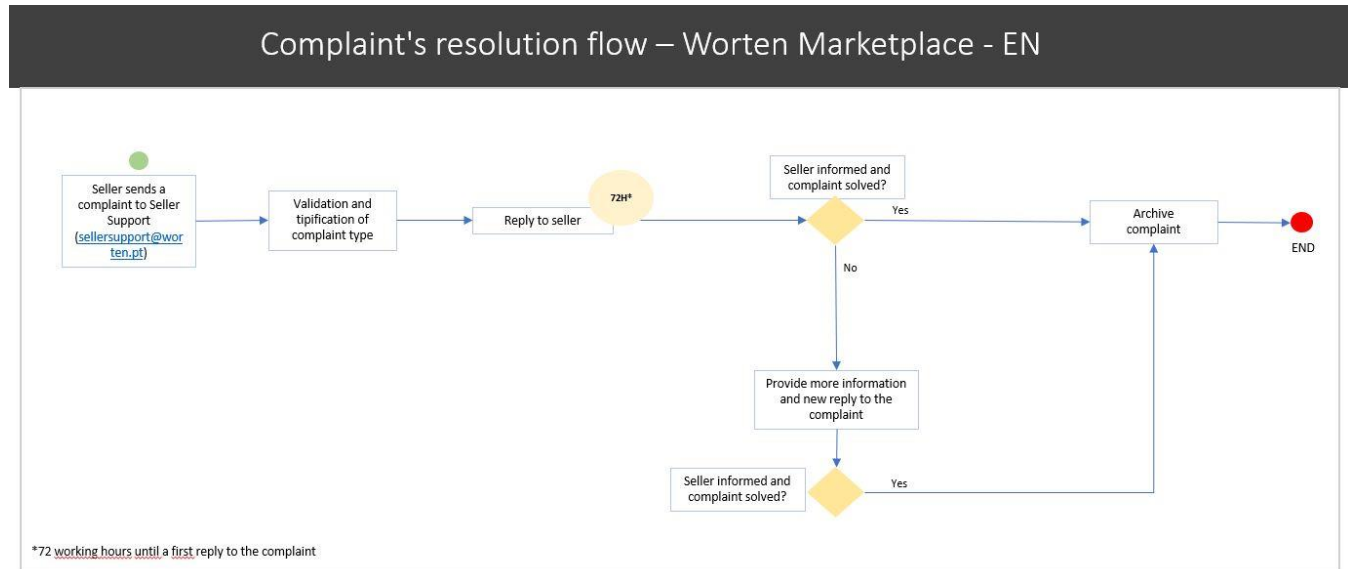 Complaint's resolution flow – Worten Marketplace - EN
Seller sends a
complaint to Seller
Support
(sellersupport@wor
ten.pt)
Validation and
tipification of
complaint type
Reply to seller
72H*
Seller informed and
complaint solved?
Yes
Archive
complaint
END
No
Provide more information
and new reply to the
complaint
Seller informed and
complaint solved?
Yes
*72 working hours until a first reply to the complaint